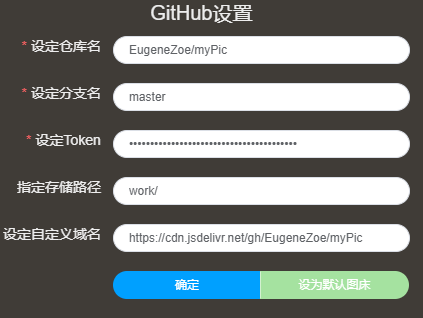 GitHub设置
* 设定仓库名 EugeneZoe/myPic
* 设定分支名 master
* 设定Token ••••••••••••••••••••••••••••••••••••••••
指定存储路径 work/
设定自定义域名 https://cdn.jsdelivr.net/gh/EugeneZoe/myPic
确定 设为默认图床